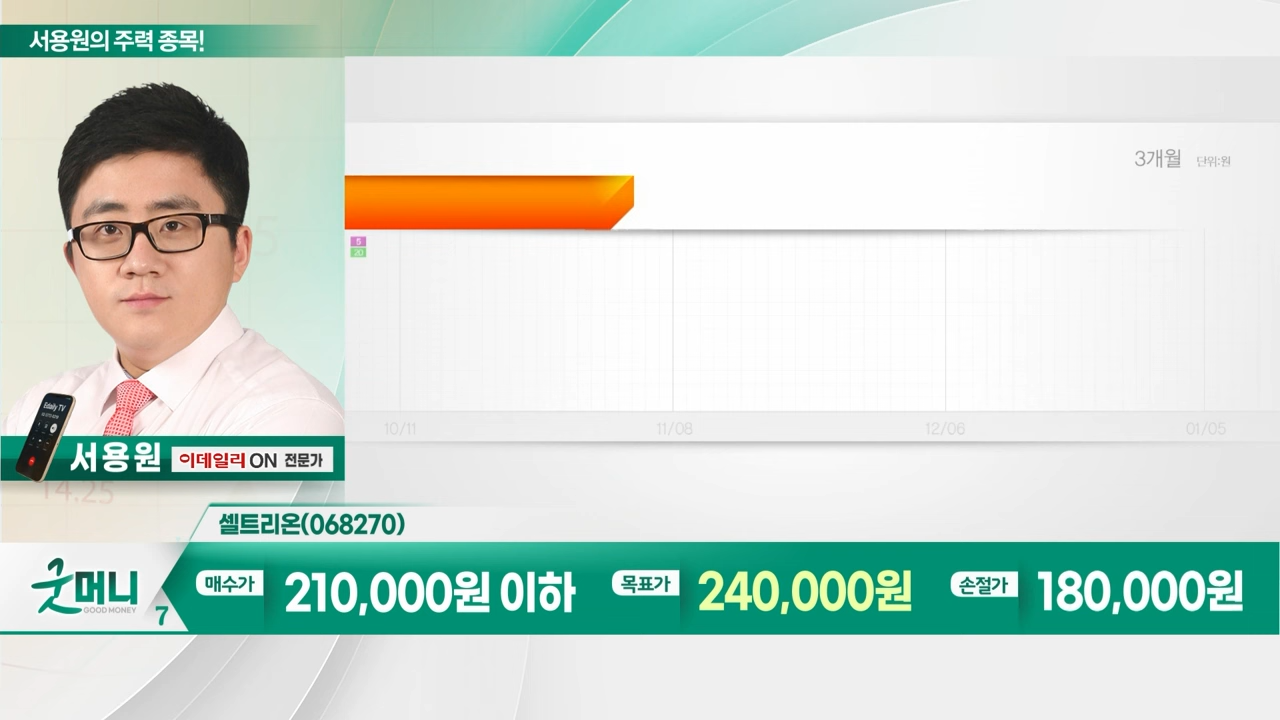 서용원의 주력 종목!
3개월 단위:원
5
20
10/11 11/08 12/06 01/05
Edaily TV
서용원 이데일리 ON 전문가
14.25
셀트리온(068270)
굿머니 GOOD MONEY 7
매수가 210,000원 이하 목표가 240,000원 손절가 180,000원